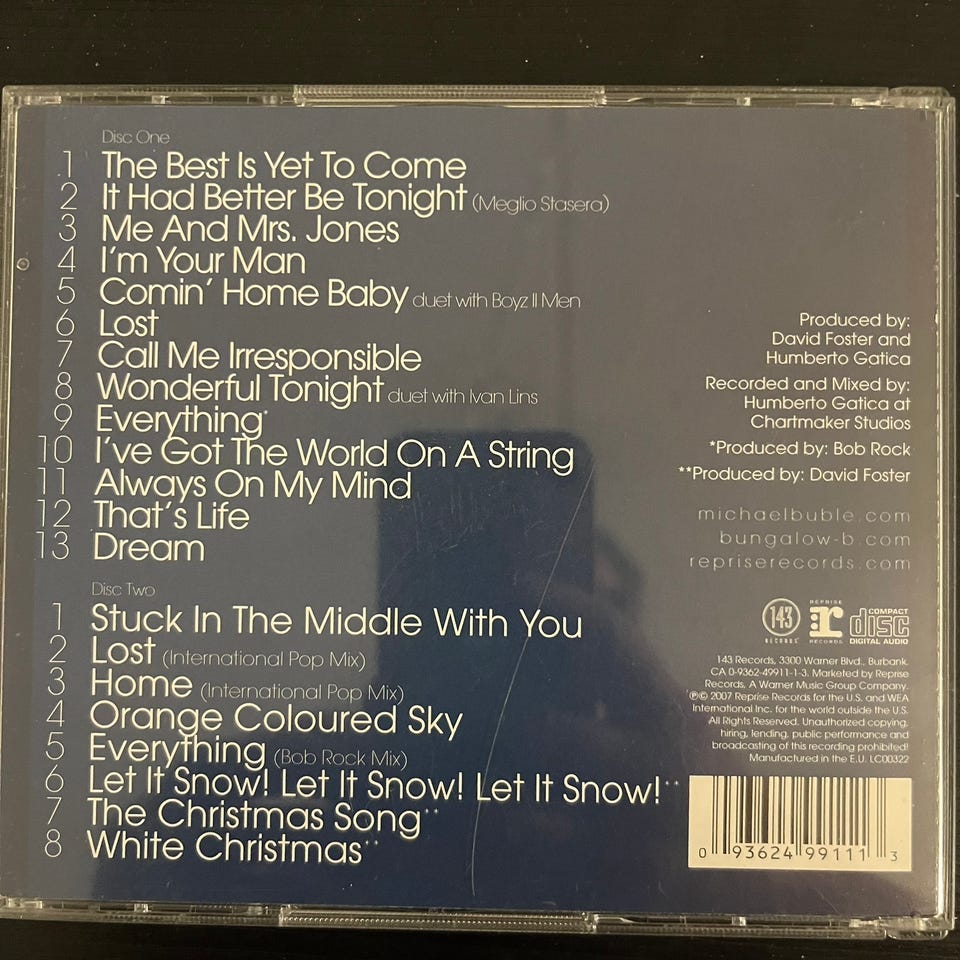 Disc One
1 The Best Is Yet To Come
2 It Had Better Be Tonight (Meglio Stasera)
3 Me And Mrs. Jones
4 I'm Your Man
5 Comin' Home Baby duet with Boyz II Men
6 Lost
7 Call Me Irresponsible
8 Wonderful Tonight duet with Ivan Lins
9 Everything*
10 I've Got The World On A String
11 Always On My Mind
12 That's Life
13 Dream
Disc Two
1 Stuck In The Middle With You
2 Lost (International Pop Mix)
3 Home (International Pop Mix)
4 Orange Coloured Sky
5 Everything (Bob Rock Mix)
6 Let It Snow! Let It Snow! Let It Snow!**
7 The Christmas Song**
8 White Christmas**
Produced by:
David Foster and
Humberto Gatica
Recorded and Mixed by:
Humberto Gatica at
Chartmaker Studios
*Produced by: Bob Rock
**Produced by: David Foster
michaelbuble.com
bungalow-b.com
repriserecords.com
143 RECORDS
REPRISE r RECORDS
COMPACT disc DIGITAL AUDIO
143 Records, 3300 Warner Blvd., Burbank.
CA 0-9362-49911-1-3. Marketed by Reprise
Records, A Warner Music Group Company.
℗© 2007 Reprise Records for the U.S. and WEA
International Inc. for the world outside the U.S.
All Rights Reserved. Unauthorized copying,
hiring, lending, public performance and
broadcasting of this recording prohibited!
Manufactured in the E.U. LC00322
0 93624 99111 3